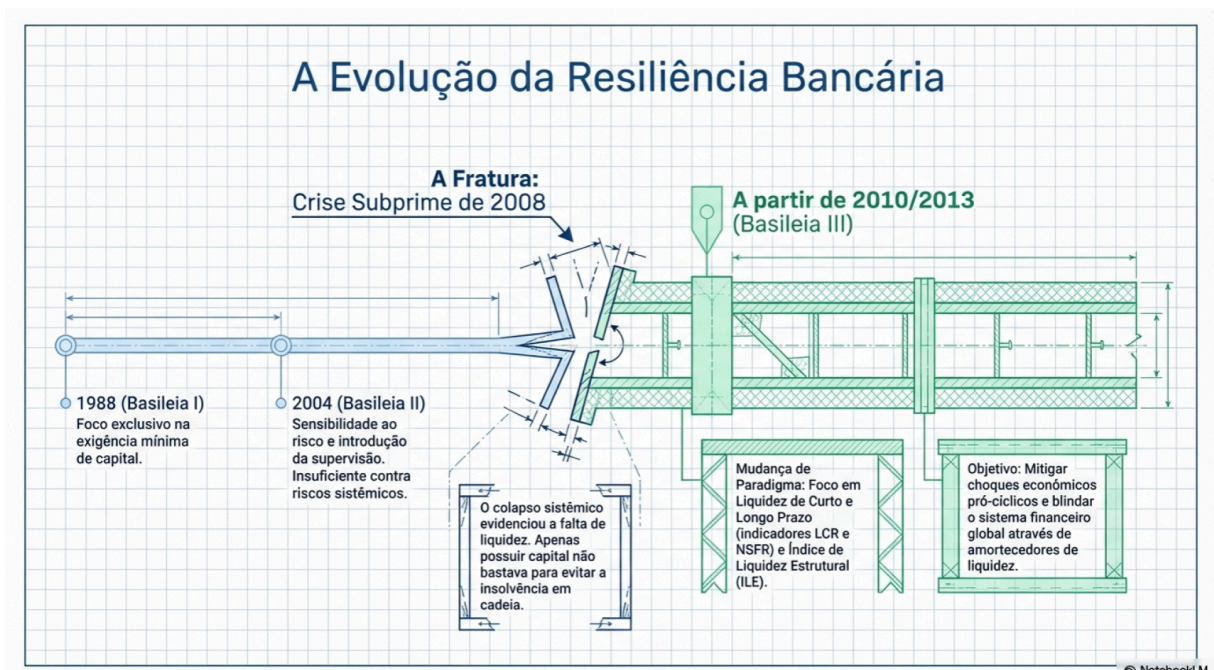 A Evolução da Resiliência Bancária
A Fratura:
Crise Subprime de 2008
A partir de 2010/2013
(Basileia III)
1988 (Basileia I)
Foco exclusivo na
exigência mínima
de capital.
2004 (Basileia II)
Sensibilidade ao
risco e introdução
da supervisão.
Insuficiente contra
riscos sistêmicos.
O colapso sistêmico
evidenciou a falta de
liquidez. Apenas
possuir capital não
bastava para evitar a
insolvência em
cadeia.
Mudança de
Paradigma: Foco em
Liquidez de Curto e
Longo Prazo
(indicadores LCR e
NSFR) e Índice de
Liquidez Estrutural
(ILE).
Objetivo: Mitigar
choques económicos
pró-cíclicos e blindar
o sistema financeiro
global através de
amortecedores de
liquidez.
NotebookLM